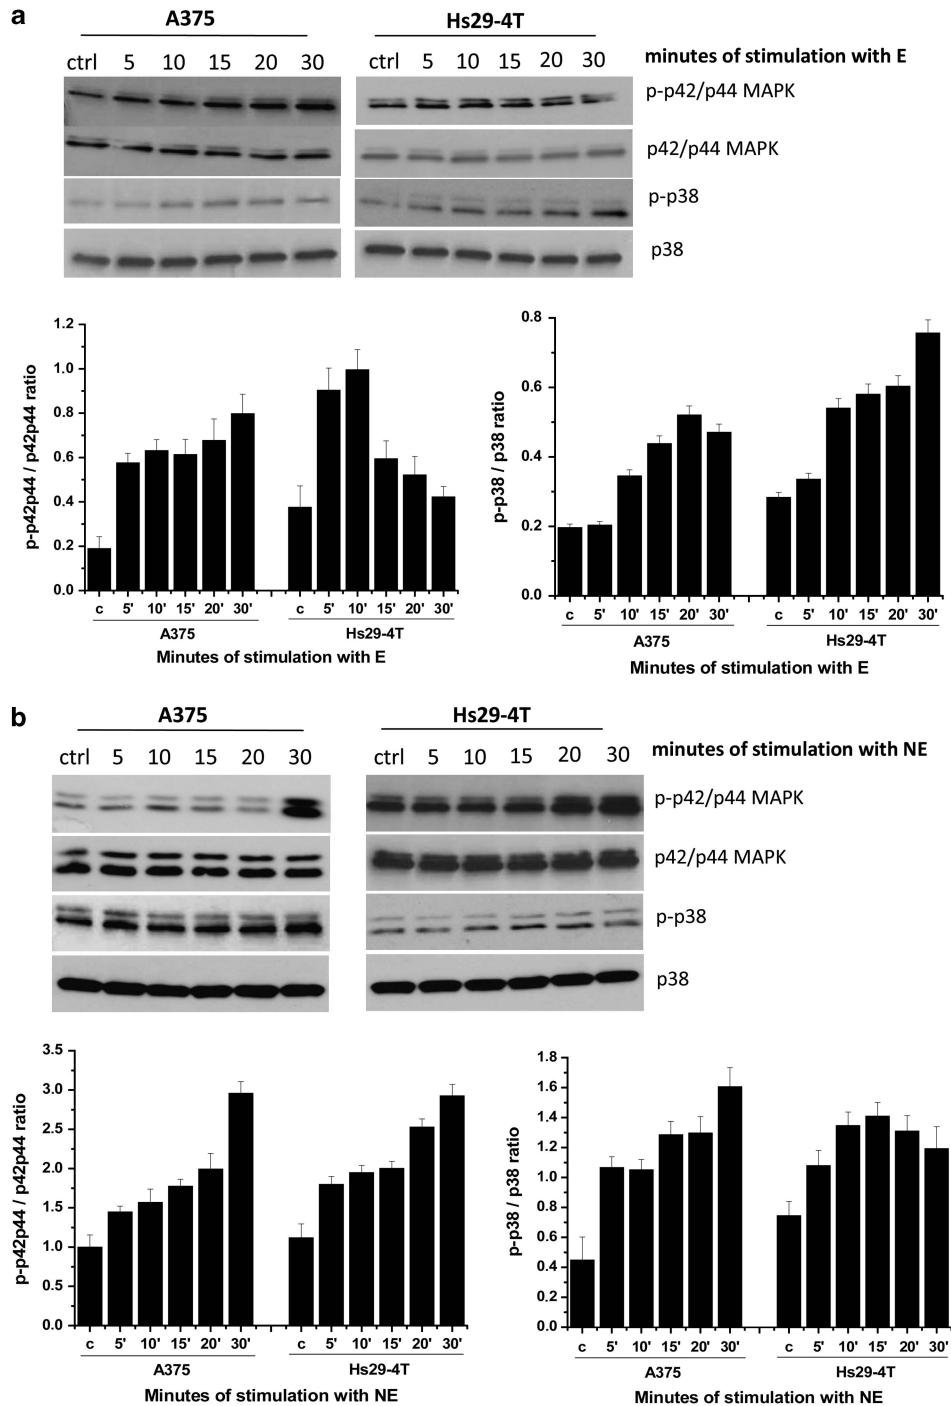 a
A375
Hs29-4T
ctrl 5 10 15 20 30
ctrl 5 10 15 20 30
minutes of stimulation with E
p-p42/p44 MAPK
p42/p44 MAPK
p-p38
p38
p-p42p44 / p42p44 ratio
1.2
1.0
0.8
0.6
0.4
0.2
0.0
c 5' 10' 15' 20' 30' c 5' 10' 15' 20' 30'
A375 Hs29-4T
Minutes of stimulation with E
p-p38 / p38 ratio
0.8
0.6
0.4
0.2
0.0
c 5' 10' 15' 20' 30' c 5' 10' 15' 20' 30'
A375 Hs29-4T
Minutes of stimulation with E
b
A375
Hs29-4T
ctrl 5 10 15 20 30
ctrl 5 10 15 20 30
minutes of stimulation with NE
p-p42/p44 MAPK
p42/p44 MAPK
p-p38
p38
p-p42p44 / p42p44 ratio
3.5
3.0
2.5
2.0
1.5
1.0
0.5
0.0
c 5' 10' 15' 20' 30' c 5' 10' 15' 20' 30'
A375 Hs29-4T
Minutes of stimulation with NE
p-p38 / p38 ratio
1.8
1.6
1.4
1.2
1.0
0.8
0.6
0.4
0.2
0.0
c 5' 10' 15' 20' 30' c 5' 10' 15' 20' 30'
A375 Hs29-4T
Minutes of stimulation with NE